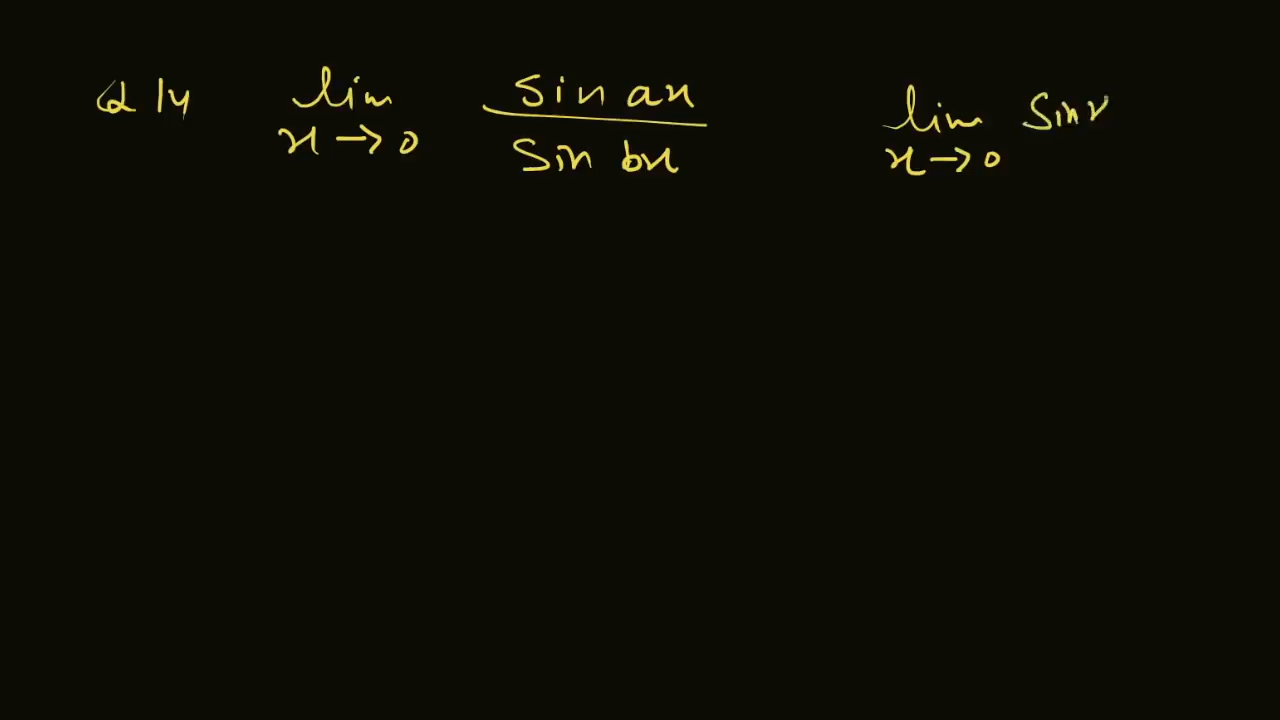 Q 14 lim x→0 sin ax / sin bx
lim x→0 sin x